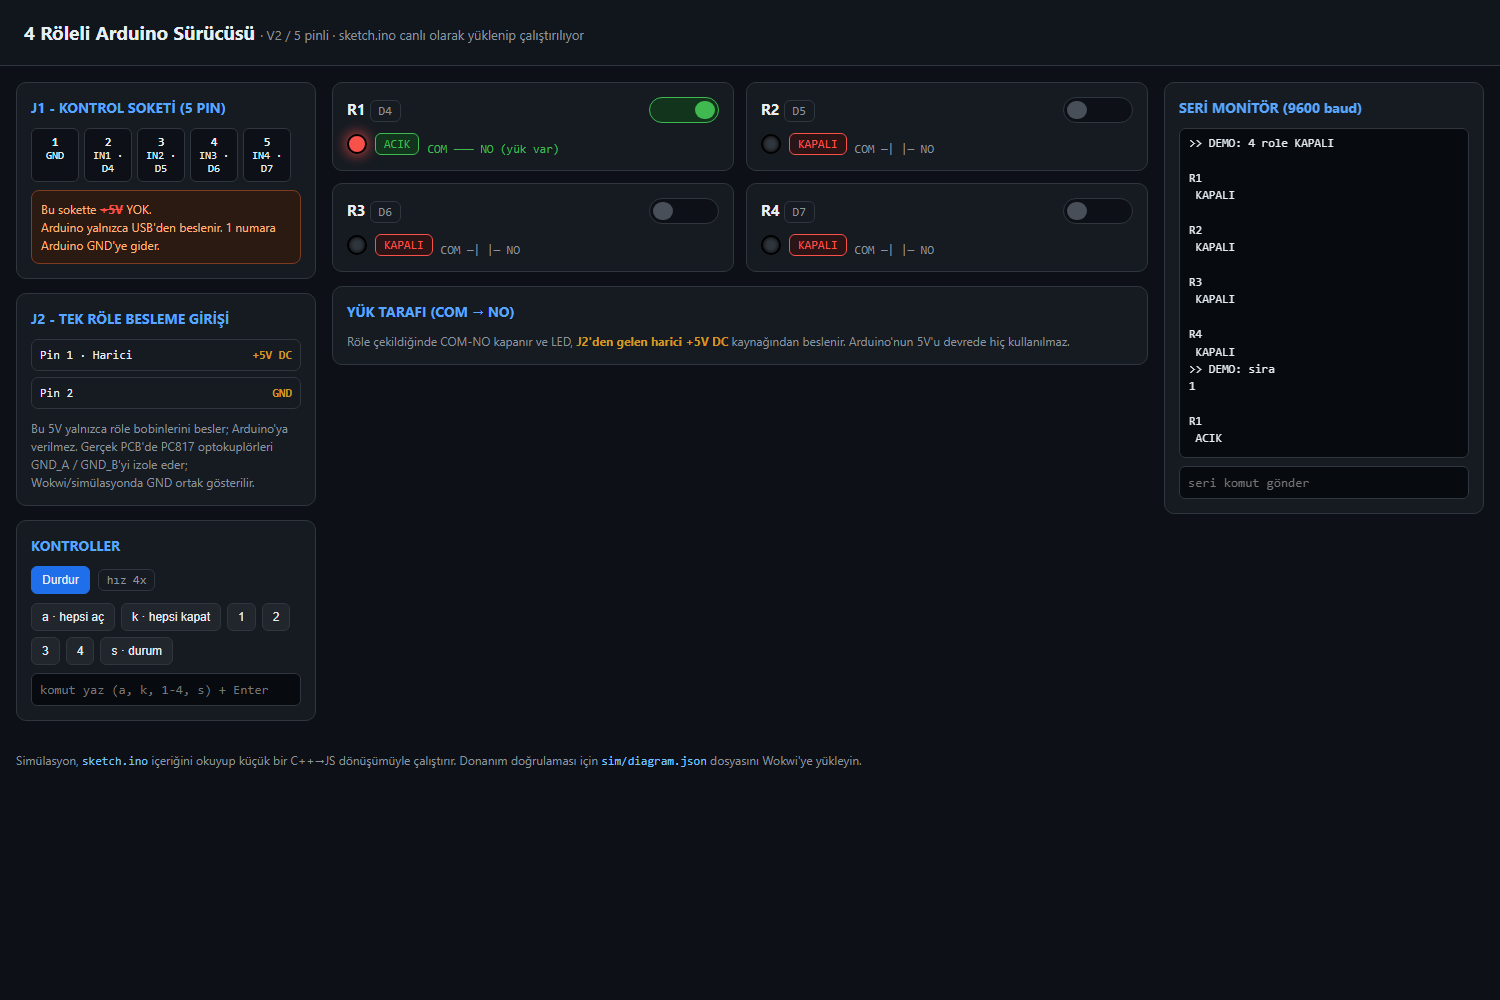 4 Röleli Arduino Sürücüsü · V2 / 5 pinli · sketch.ino canlı olarak yüklenip çalıştırılıyor
J1 - KONTROL SOKETİ (5 PIN)
1
GND
2
IN1 ·
D4
3
IN2 ·
D5
4
IN3 ·
D6
5
IN4 ·
D7
Bu sokette +5V YOK.
Arduino yalnızca USB'den beslenir. 1 numara
Arduino GND'ye gider.
J2 - TEK RÖLE BESLEME GİRİŞİ
Pin 1 · Harici +5V DC
Pin 2 GND
Bu 5V yalnızca röle bobinlerini besler; Arduino'ya
verilmez. Gerçek PCB'de PC817 optokuplörleri
GND_A / GND_B'yi izole eder;
Wokwi/simülasyonda GND ortak gösterilir.
KONTROLLER
Durdur hız 4x
a · hepsi aç k · hepsi kapat 1 2
3 4 s · durum
komut yaz (a, k, 1-4, s) + Enter
R1 D4
ACIK COM ─── NO (yük var)
R2 D5
KAPALI COM ─| |─ NO
R3 D6
KAPALI COM ─| |─ NO
R4 D7
KAPALI COM ─| |─ NO
YÜK TARAFI (COM → NO)
Röle çekildiğinde COM-NO kapanır ve LED, J2'den gelen harici +5V DC kaynağından beslenir. Arduino'nun 5V'u devrede hiç kullanılmaz.
SERİ MONİTÖR (9600 baud)
>> DEMO: 4 role KAPALI
R1
KAPALI
R2
KAPALI
R3
KAPALI
R4
KAPALI
>> DEMO: sira
1
R1
ACIK
seri komut gönder
Simülasyon, sketch.ino içeriğini okuyup küçük bir C++→JS dönüşümüyle çalıştırır. Donanım doğrulaması için sim/diagram.json dosyasını Wokwi'ye yükleyin.